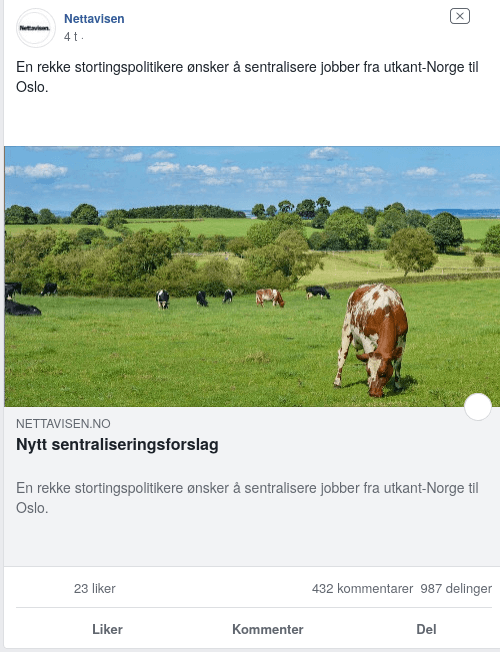 Nettavisen.
Nettavisen
4 t ·
En rekke stortingspolitikere ønsker å sentralisere jobber fra utkant-Norge til
Oslo.
NETTAVISEN.NO
Nytt sentraliseringsforslag
En rekke stortingspolitikere ønsker å sentralisere jobber fra utkant-Norge til
Oslo.
23 liker 432 kommentarer 987 delinger
Liker Kommenter Del